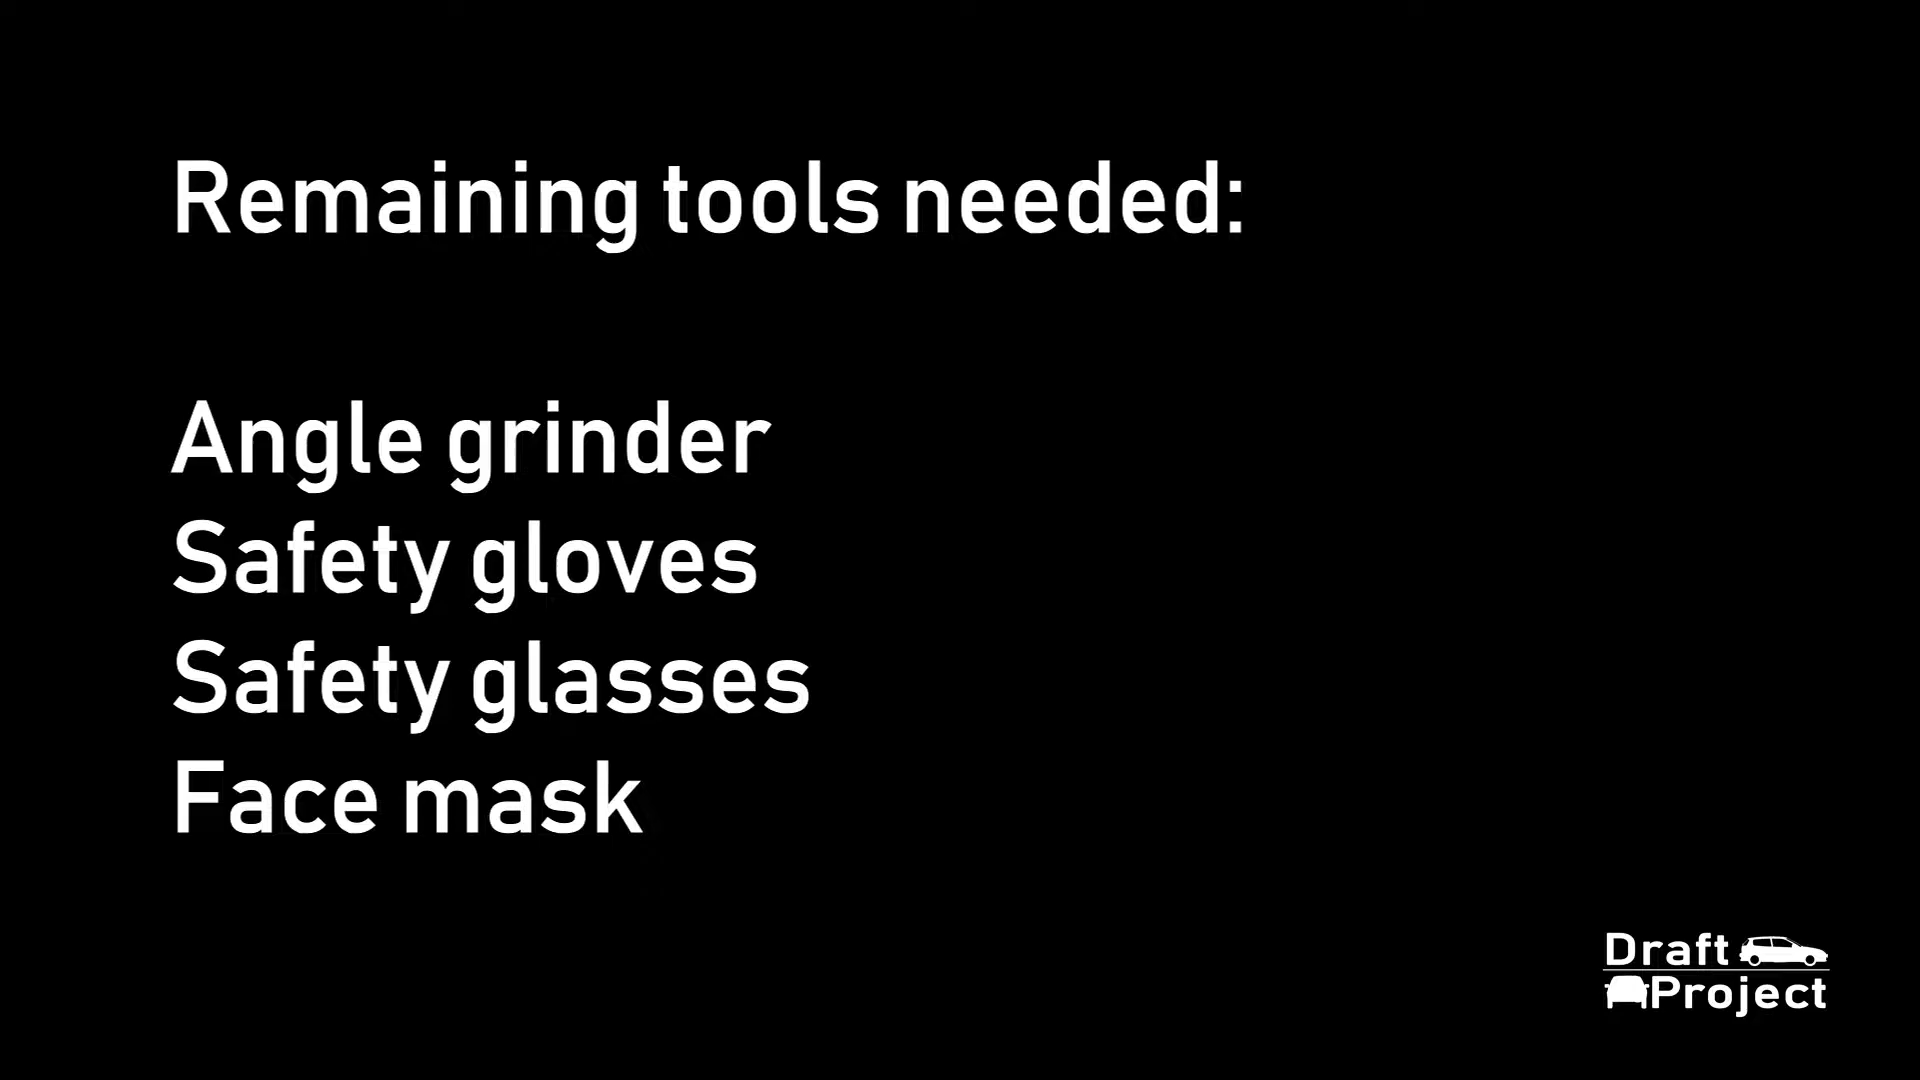 Remaining tools needed:
Angle grinder
Safety gloves
Safety glasses
Face mask
Draft
Project